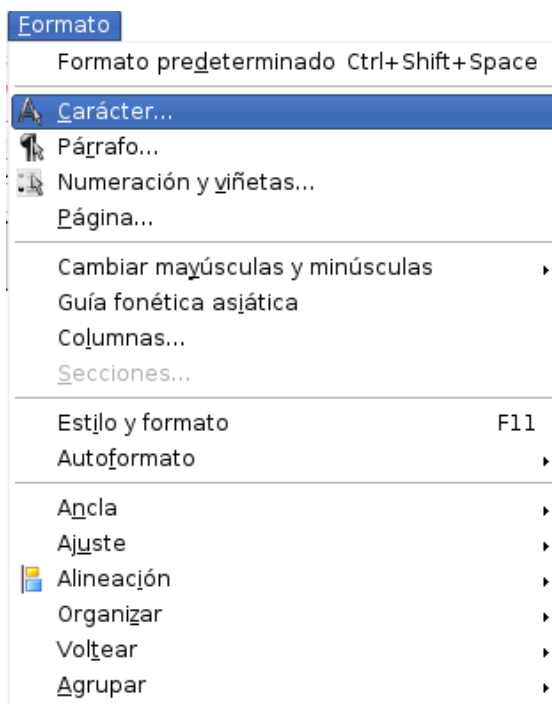 Formato
Formato predeterminado Ctrl+Shift+Space
Carácter...
Párrafo...
Numeración y viñetas...
Página...
Cambiar mayúsculas y minúsculas
Guía fonética asiática
Columnas...
Secciones...
Estilo y formato F11
Autoformato
Ancla
Ajuste
Alineación
Organizar
Voltear
Agrupar